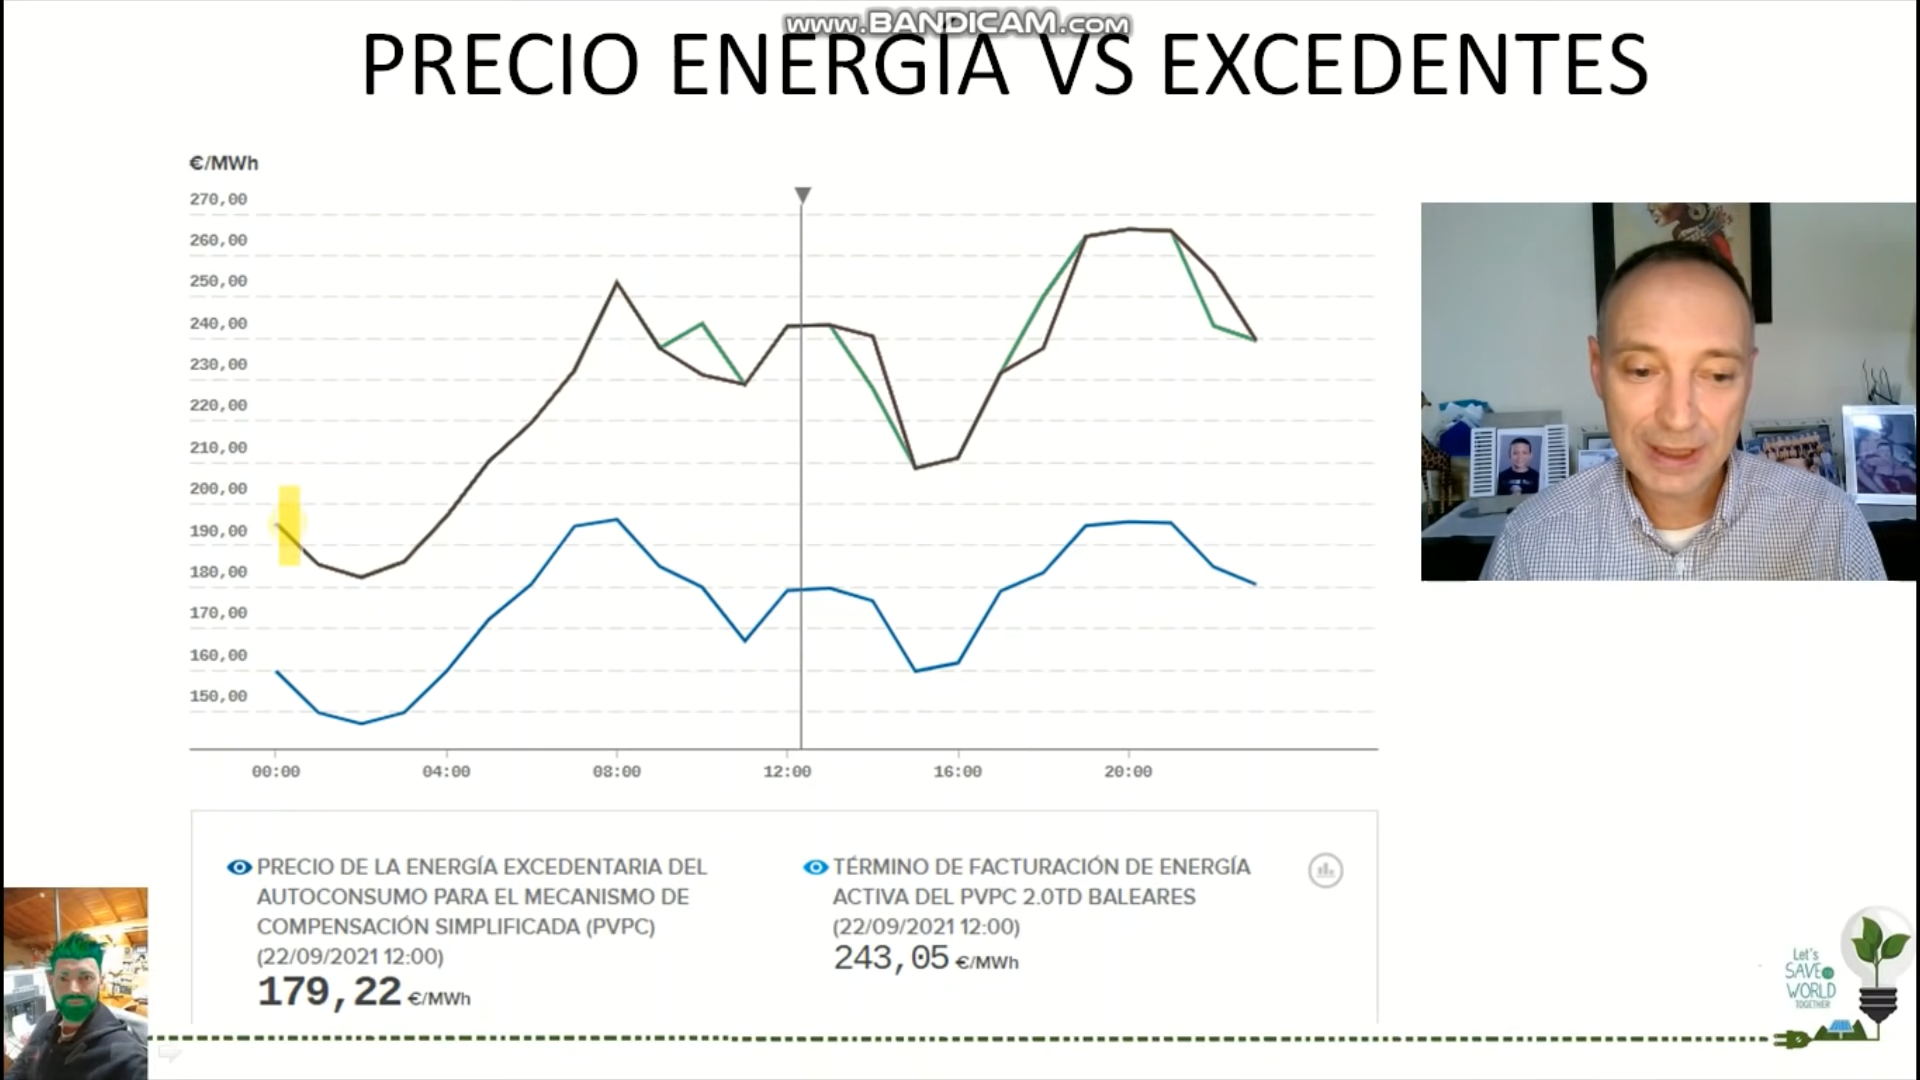 www.BANDICAM.com
PRECIO ENERGÍA VS EXCEDENTES
€/MWh
270,00
260,00
250,00
240,00
230,00
220,00
210,00
200,00
190,00
180,00
170,00
160,00
150,00
00:00 04:00 08:00 12:00 16:00 20:00
PRECIO DE LA ENERGÍA EXCEDENTARIA DEL
AUTOCONSUMO PARA EL MECANISMO DE
COMPENSACIÓN SIMPLIFICADA (PVPC)
(22/09/2021 12:00)
179,22 €/MWh
TÉRMINO DE FACTURACIÓN DE ENERGÍA
ACTIVA DEL PVPC 2.0TD BALEARES
(22/09/2021 12:00)
243,05 €/MWh
Let's
SAVE
WORLD
TOGETHER